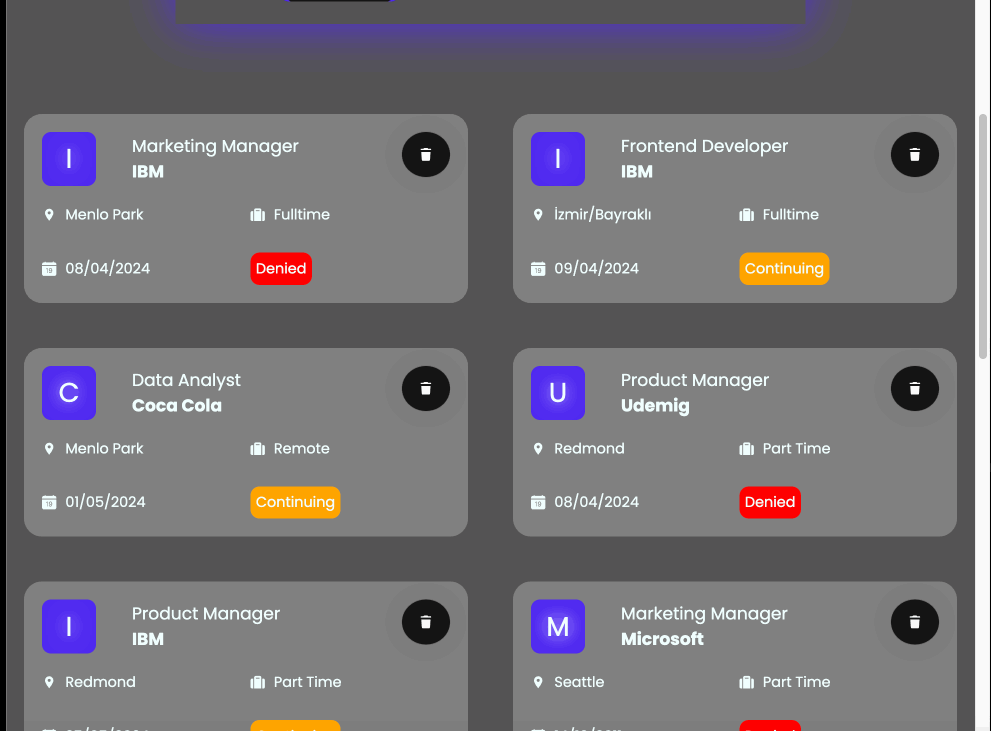 I
Marketing Manager
IBM
Menlo Park
Fulltime
08/04/2024
Denied
I
Frontend Developer
IBM
İzmir/Bayraklı
Fulltime
09/04/2024
Continuing
C
Data Analyst
Coca Cola
Menlo Park
Remote
01/05/2024
Continuing
U
Product Manager
Udemig
Redmond
Part Time
08/04/2024
Denied
I
Product Manager
IBM
Redmond
Part Time
M
Marketing Manager
Microsoft
Seattle
Part Time